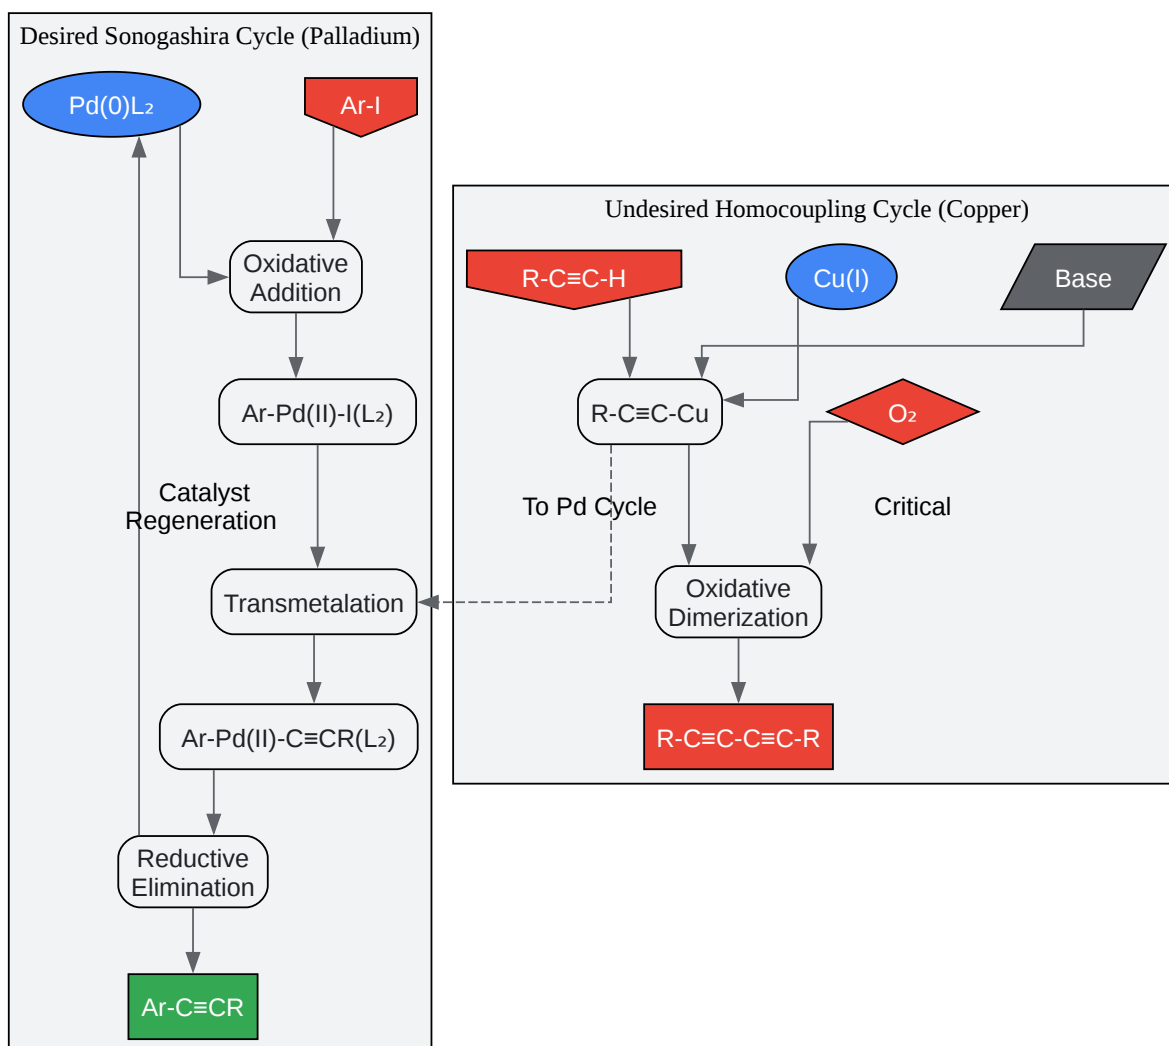 Desired Sonogashira Cycle (Palladium)
Pd(0)L₂
Ar-I
Oxidative
Addition
Ar-Pd(II)-I(L₂)
Catalyst
Regeneration
Transmetalation
Ar-Pd(II)-C≡CR(L₂)
Reductive
Elimination
Ar-C≡CR
Undesired Homocoupling Cycle (Copper)
R-C≡C-H
Cu(I)
Base
R-C≡C-Cu
O₂
To Pd Cycle
Critical
Oxidative
Dimerization
R-C≡C-C≡C-R